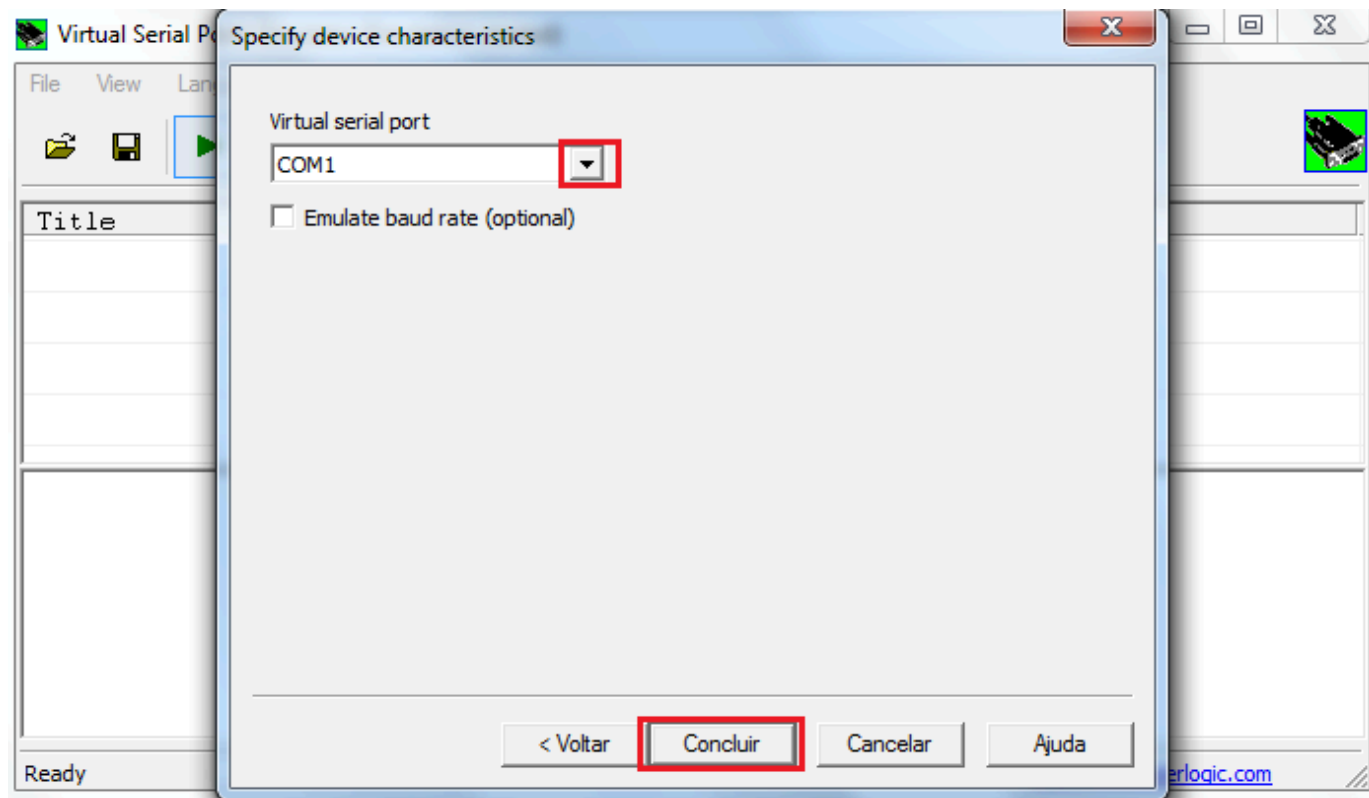 Virtual Serial Po
Specify device characteristics
File View Lan
Virtual serial port
COM1
Emulate baud rate (optional)
Title
< Voltar Concluir Cancelar Ajuda
Ready
erlogic.com